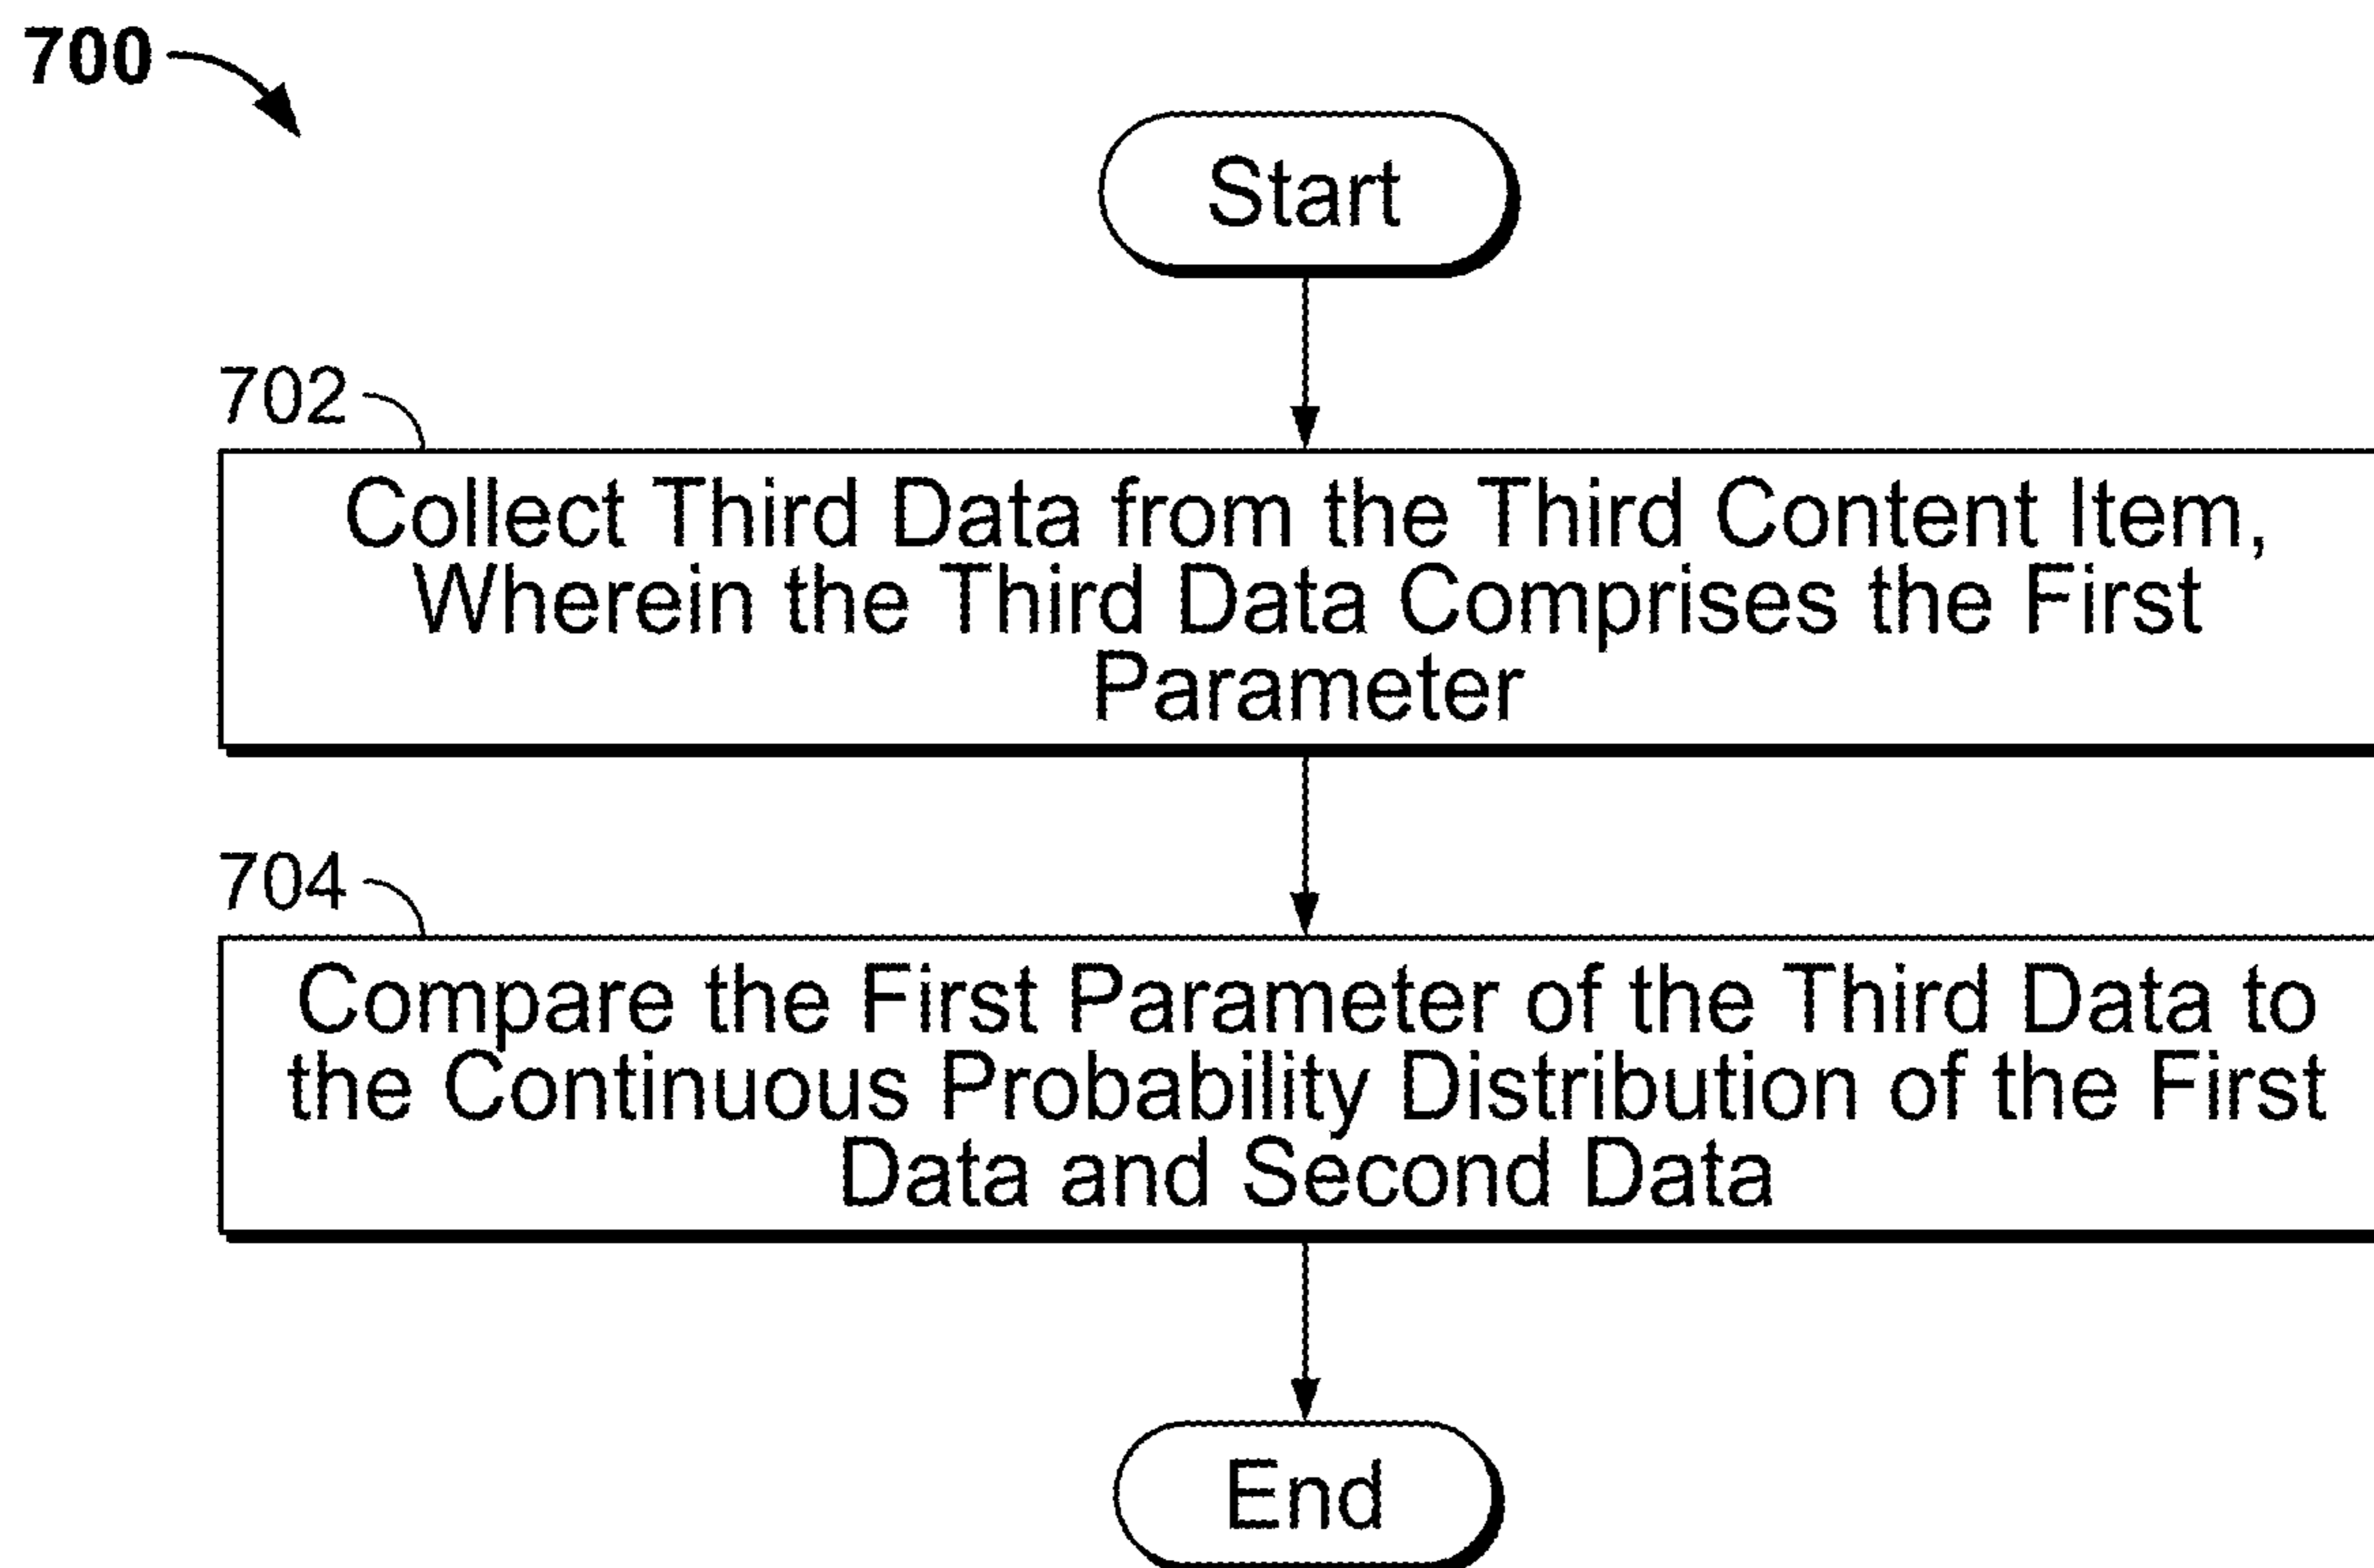 700
Start
702
Collect Third Data from the Third Content Item,
Wherein the Third Data Comprises the First
Parameter
704
Compare the First Parameter of the Third Data to
the Continuous Probability Distribution of the First
Data and Second Data
End